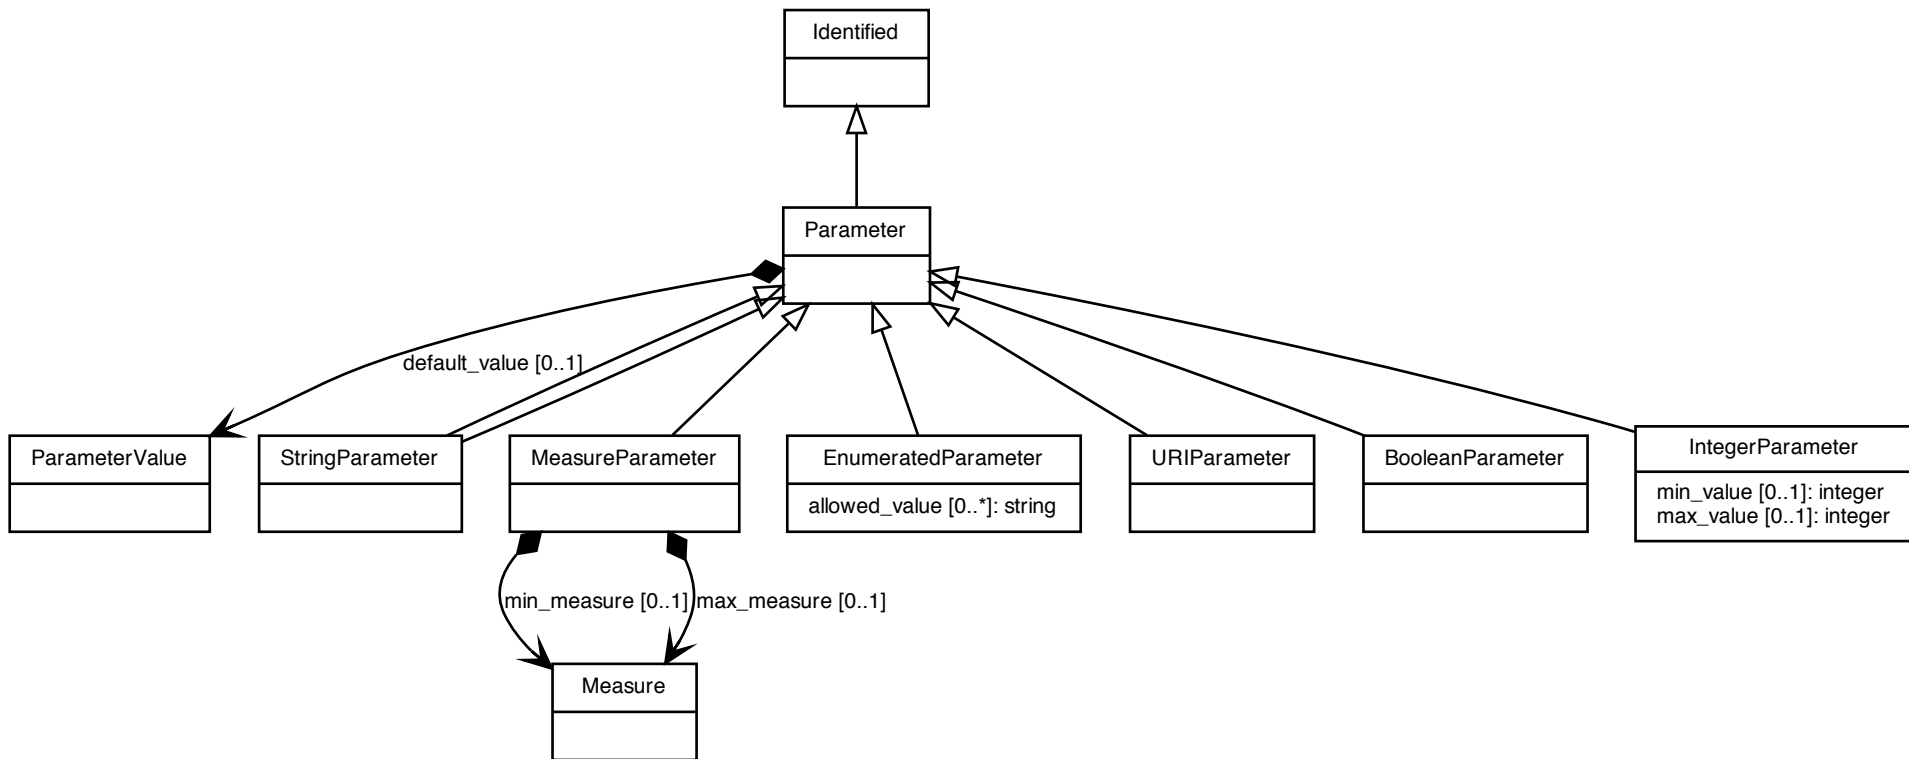 Identified
Parameter
default_value [0..1]
ParameterValue
StringParameter
MeasureParameter
EnumeratedParameter
allowed_value [0..*]: string
URIParameter
BooleanParameter
IntegerParameter
min_value [0..1]: integer
max_value [0..1]: integer
min_measure [0..1]
max_measure [0..1]
Measure